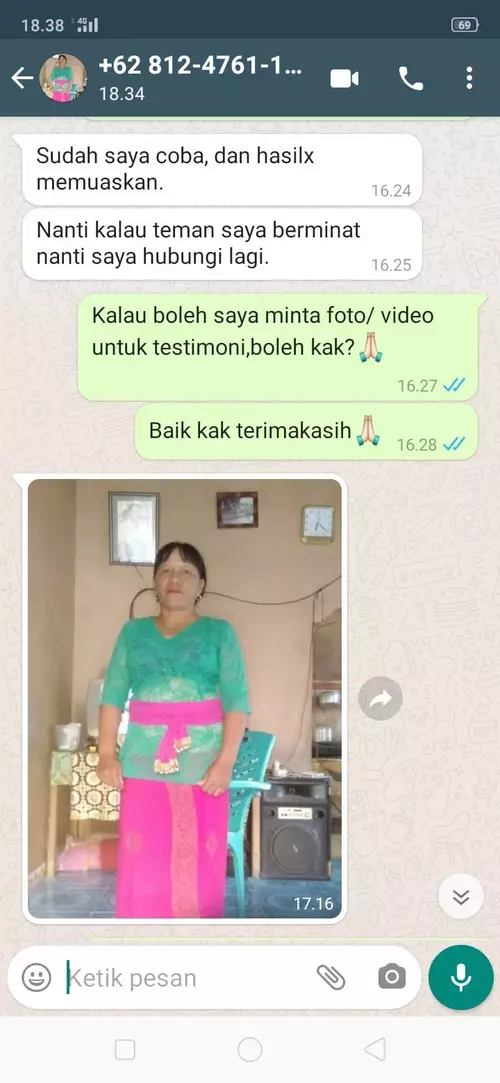 18.38 4G 69
+62 812-4761-1...
18.34
Sudah saya coba, dan hasilx
memuaskan.
16.24
Nanti kalau teman saya berminat
nanti saya hubungi lagi.
16.25
Kalau boleh saya minta foto/ video
untuk testimoni,boleh kak?🙏🏻
16.27
Baik kak terimakasih🙏🏻
16.28
17.16
Ketik pesan